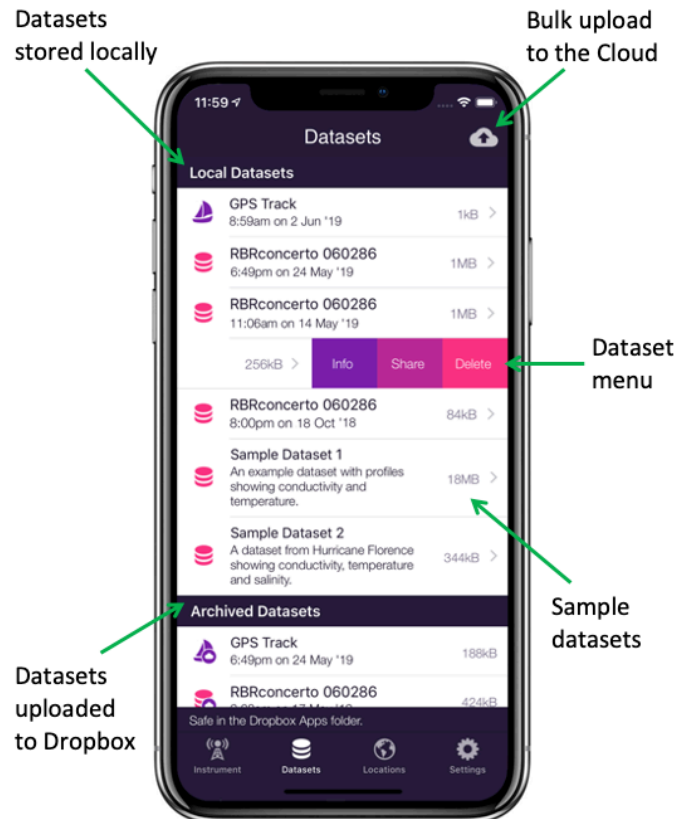 Datasets
stored locally
Bulk upload
to the Cloud
11:59
Datasets
Local Datasets
GPS Track
8:59am on 2 Jun '19
1kB
RBRconcerto 060286
6:49pm on 24 May '19
1MB
RBRconcerto 060286
11:06am on 14 May '19
1MB
256kB
Info
Share
Delete
Dataset
menu
RBRconcerto 060286
8:00pm on 18 Oct '18
84kB
Sample Dataset 1
An example dataset with profiles
showing conductivity and
temperature.
18MB
Sample Dataset 2
A dataset from Hurricane Florence
showing conductivity, temperature
and salinity.
344kB
Sample
datasets
Archived Datasets
GPS Track
6:49pm on 24 May '19
188kB
RBRconcerto 060286
424kB
Datasets
uploaded
to Dropbox
Safe in the Dropbox Apps folder.
Instrument
Datasets
Locations
Settings